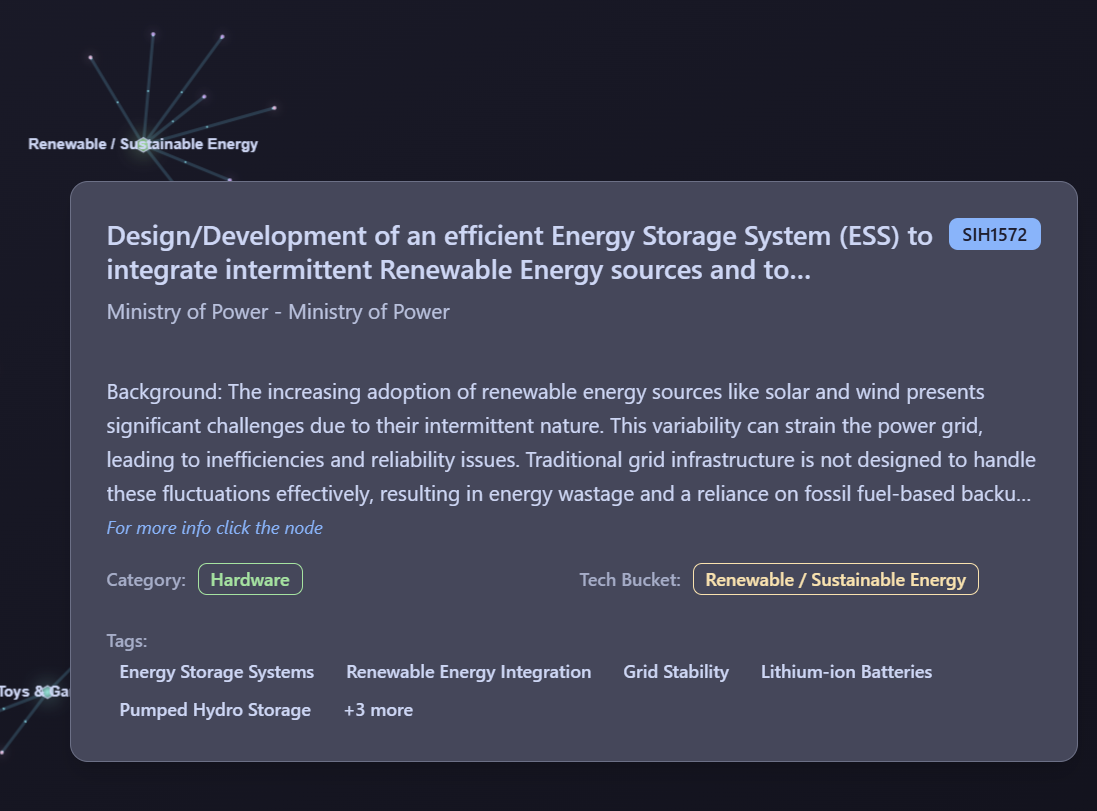 Renewable / Sustainable Energy
Design/Development of an efficient Energy Storage System (ESS) to
integrate intermittent Renewable Energy sources and to...
SIH1572
Ministry of Power - Ministry of Power
Background: The increasing adoption of renewable energy sources like solar and wind presents
significant challenges due to their intermittent nature. This variability can strain the power grid,
leading to inefficiencies and reliability issues. Traditional grid infrastructure is not designed to handle
these fluctuations effectively, resulting in energy wastage and a reliance on fossil fuel-based backu...
For more info click the node
Category: Hardware
Tech Bucket: Renewable / Sustainable Energy
Tags:
Energy Storage Systems Renewable Energy Integration Grid Stability Lithium-ion Batteries
Pumped Hydro Storage +3 more
Toys & Ga